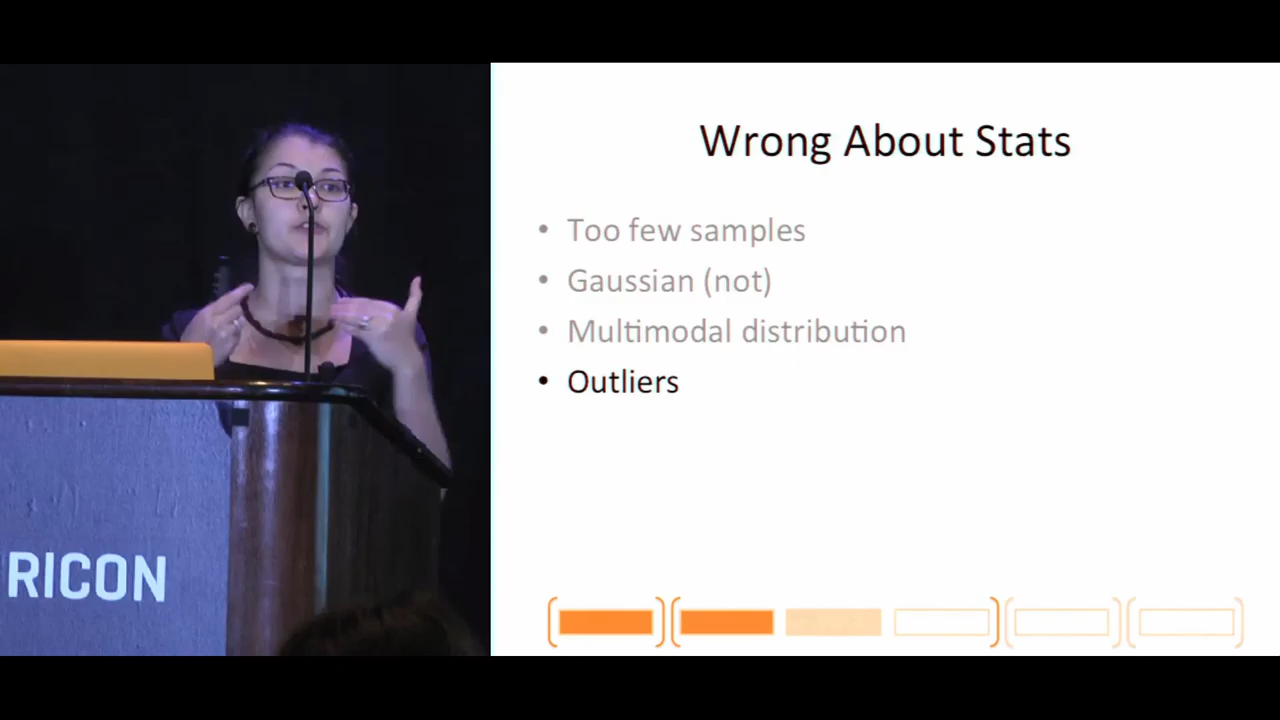 Wrong About Stats
• Too few samples
• Gaussian (not)
• Multimodal distribution
• Outliers
RICON